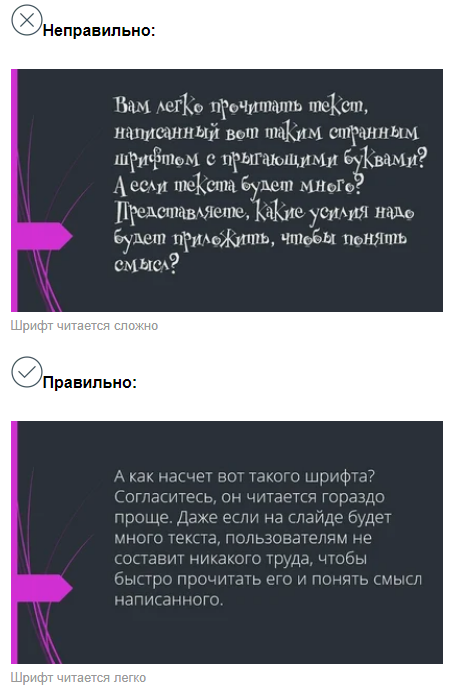 Неправильно:
Вам легко прочитать текст,
написанный вот таким странным
шрифтом с прыгающими буквами?
А если текста будет много?
Представляете, какие усилия надо
будет приложить, чтобы понять
смысл?
Шрифт читается сложно
Правильно:
А как насчет вот такого шрифта?
Согласитесь, он читается гораздо
проще. Даже если на слайде будет
много текста, пользователям не
составит никакого труда, чтобы
быстро прочитать его и понять смысл
написанного.
Шрифт читается легко